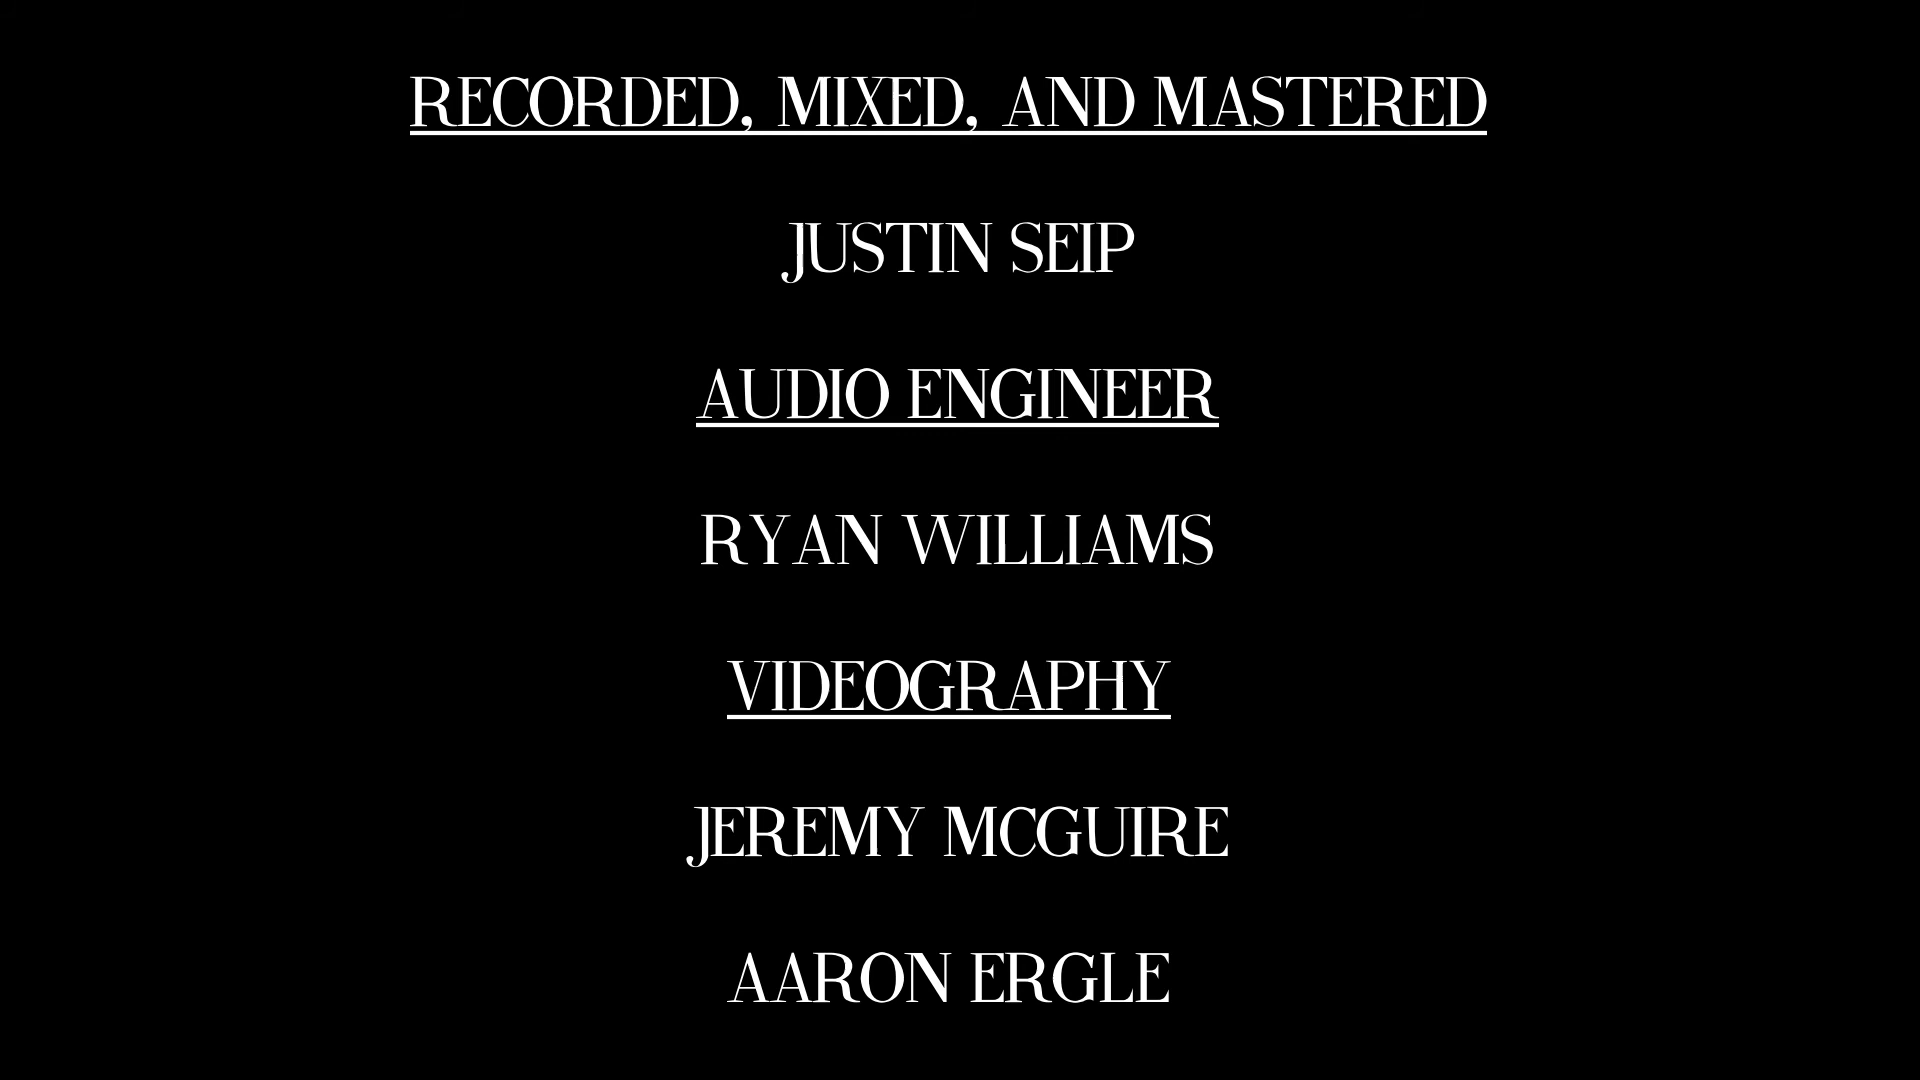 RECORDED, MIXED, AND MASTERED
JUSTIN SEIP
AUDIO ENGINEER
RYAN WILLIAMS
VIDEOGRAPHY
JEREMY MCGUIRE
AARON ERGLE